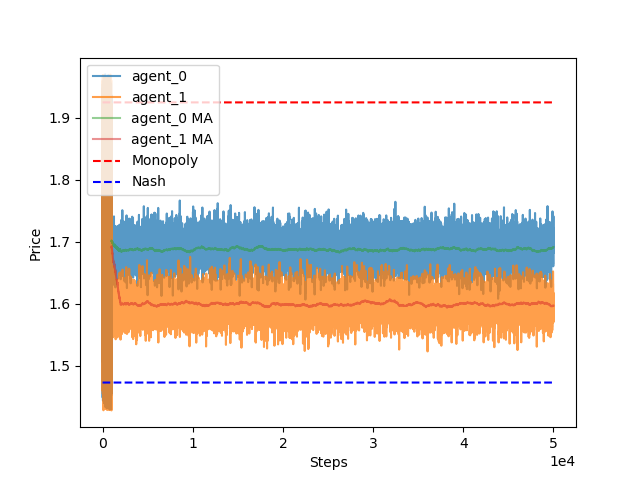 agent_0
agent_1
agent_0 MA
agent_1 MA
Monopoly
Nash
Price
1.9
1.8
1.7
1.6
1.5
0
1
2
3
4
5
Steps
1e4